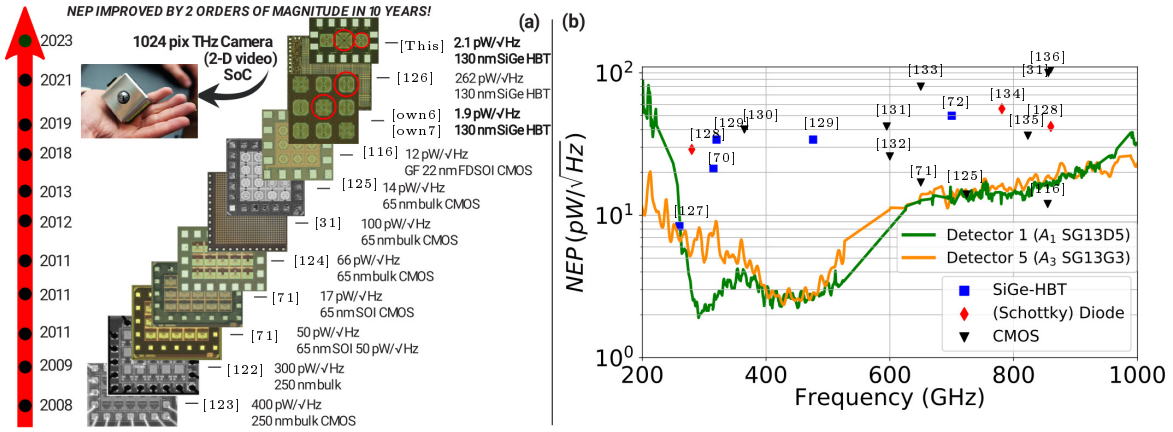 NEP IMPROVED BY 2 ORDERS OF MAGNITUDE IN 10 YEARS!
(a)
1024 pix THz Camera
(2-D video)
SoC
2023
[This]
2.1 pW/√Hz
130 nm SiGe HBT
2021
[126]
262 pW/√Hz
130 nm SiGe HBT
2019
[own6]
[own7]
1.9 pW/√Hz
130 nm SiGe HBT
2018
[116]
12 pW/√Hz
GF 22 nm FDSOI CMOS
2013
[125]
14 pW/√Hz
65 nm bulk CMOS
2012
[31]
100 pW/√Hz
65 nm bulk CMOS
2011
[124]
66 pW/√Hz
65 nm bulk CMOS
2011
[71]
17 pW/√Hz
65 nm SOI CMOS
2011
[71]
50 pW/√Hz
65 nm SOI 50 pW/√Hz
2009
[122]
300 pW/√Hz
250 nm bulk
2008
[123]
400 pW/√Hz
250 nm bulk CMOS
(b)
NEP (pW/√Hz)
10²
10¹
10⁰
[136]
[133]
[31]
[134]
[72]
[128]
[131]
[130]
[129]
[129]
[135]
[128]
[132]
[70]
[71]
[125]
[116]
[127]
Detector 1 (A₁ SG13D5)
Detector 5 (A₃ SG13G3)
SiGe-HBT
(Schottky) Diode
CMOS
200
400
600
800
1000
Frequency (GHz)